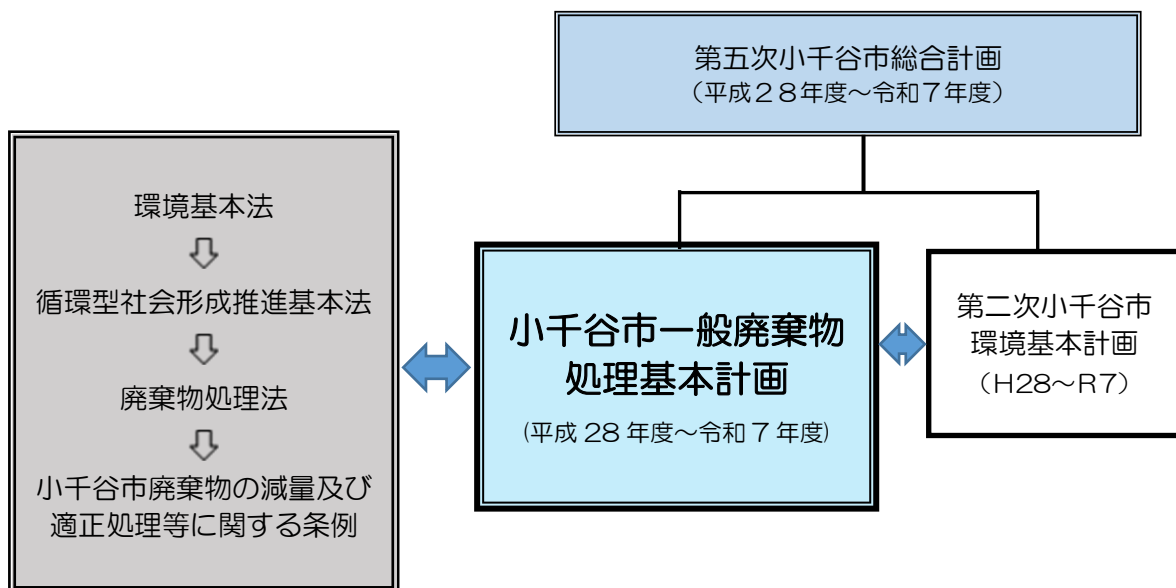 第五次小千谷市総合計画
（平成２８年度～令和７年度）
環境基本法
循環型社会形成推進基本法
廃棄物処理法
小千谷市廃棄物の減量及び
適正処理等に関する条例
小千谷市一般廃棄物
処理基本計画
(平成 28 年度～令和 7 年度)
第二次小千谷市
環境基本計画
（H28～R7）